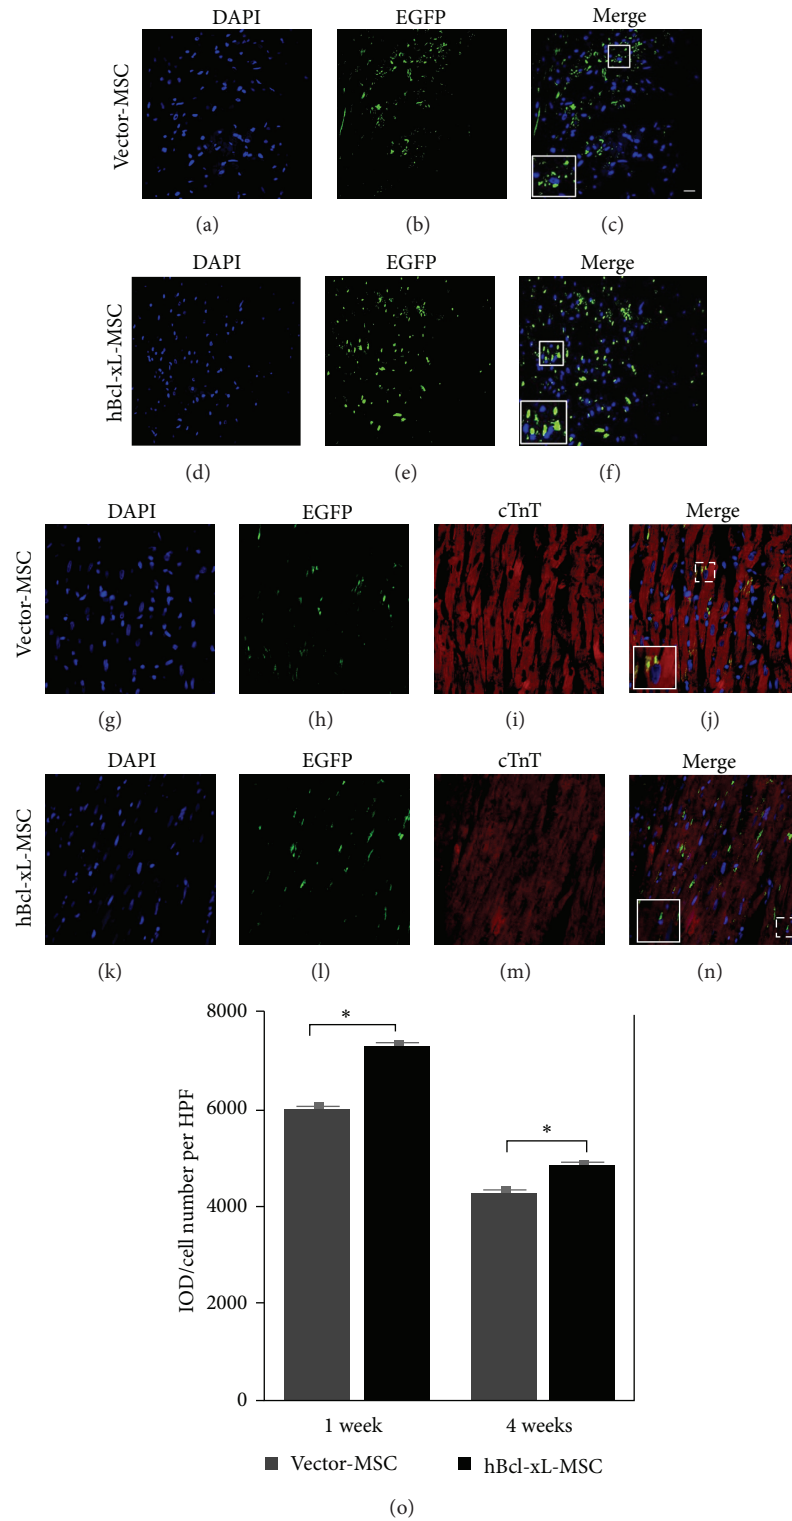 DAPI EGFP Merge
Vector-MSC
(a) (b) (c)
DAPI EGFP Merge
hBcl-xL-MSC
(d) (e) (f)
DAPI EGFP cTnT Merge
Vector-MSC
(g) (h) (i) (j)
DAPI EGFP cTnT Merge
hBcl-xL-MSC
(k) (l) (m) (n)
IOD/cell number per HPF
8000
*
6000
*
4000
2000
0
1 week 4 weeks
Vector-MSC hBcl-xL-MSC
(o)